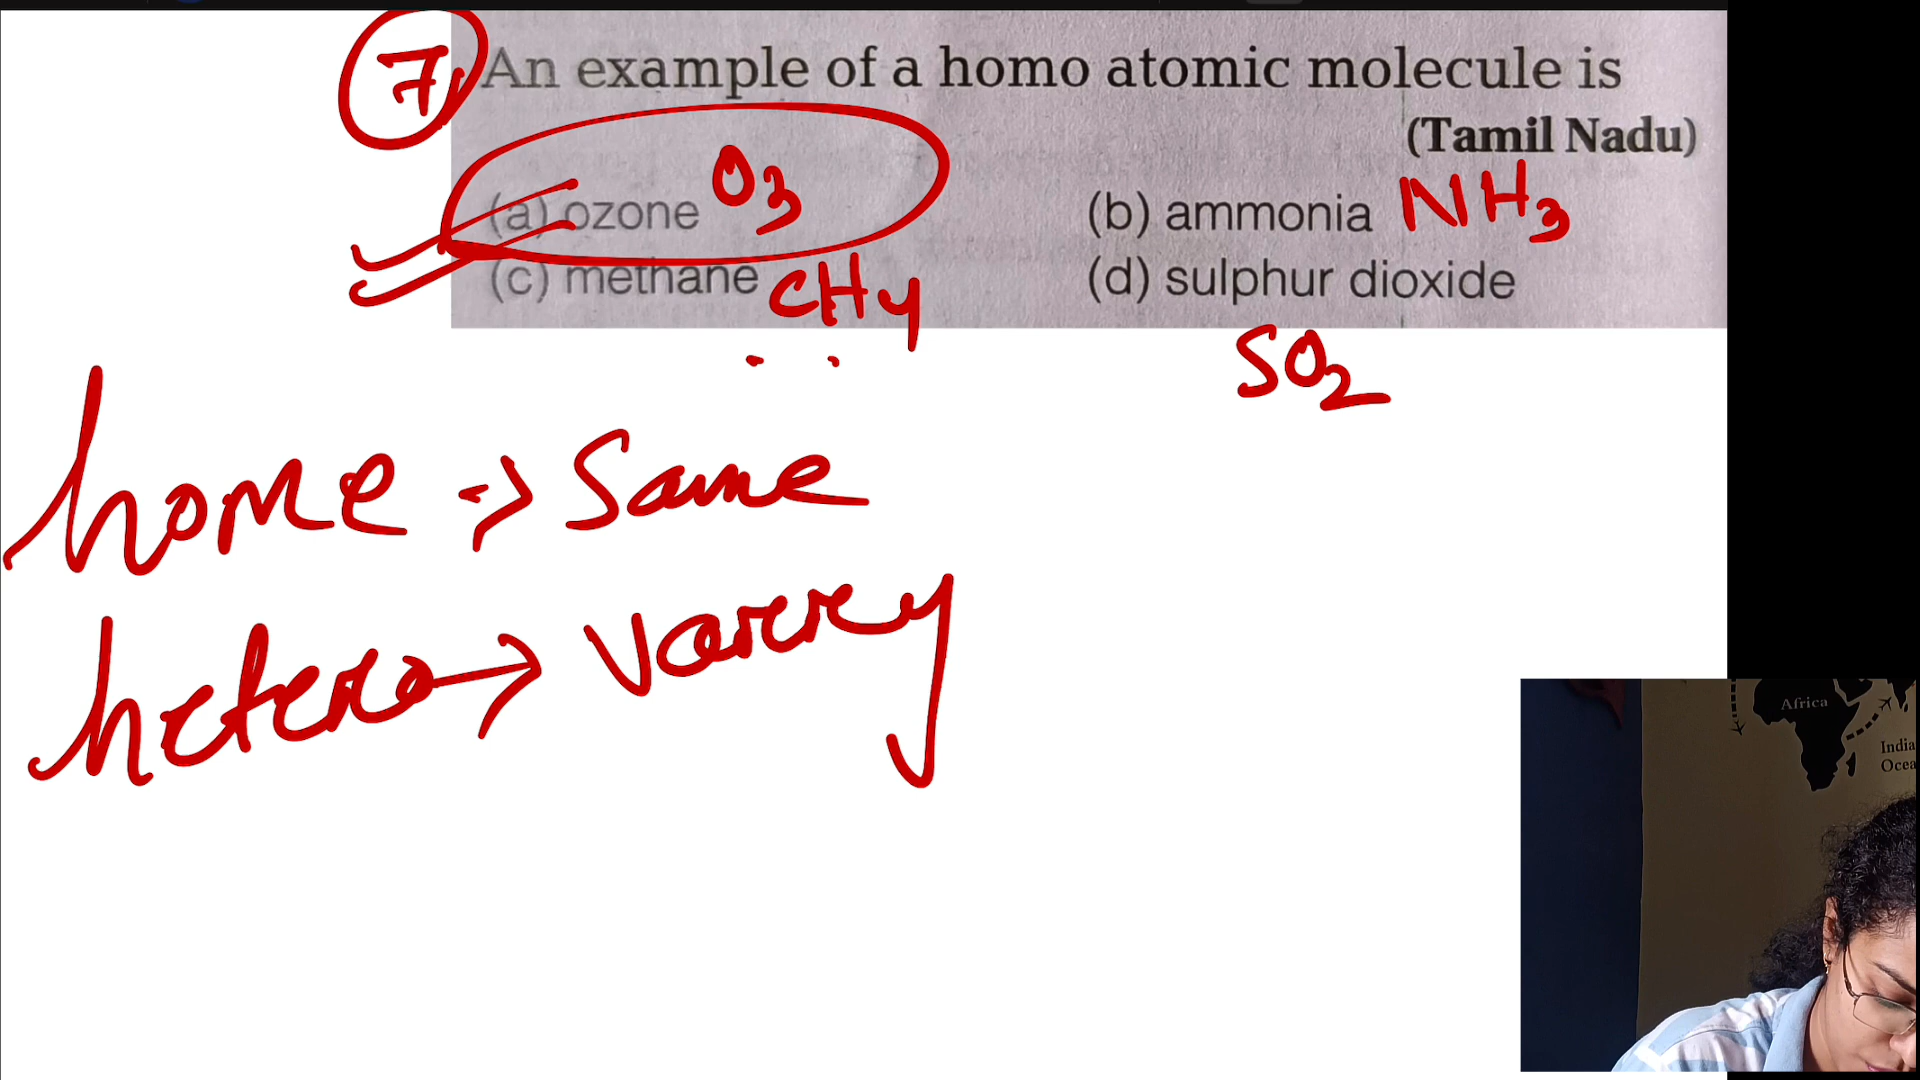 7. An example of a homo atomic molecule is
(Tamil Nadu)
(a) ozone O3
(b) ammonia NH3
(c) methane CH4
(d) sulphur dioxide
SO2
home → Same
hetero → varrey
Africa
India
Ocea